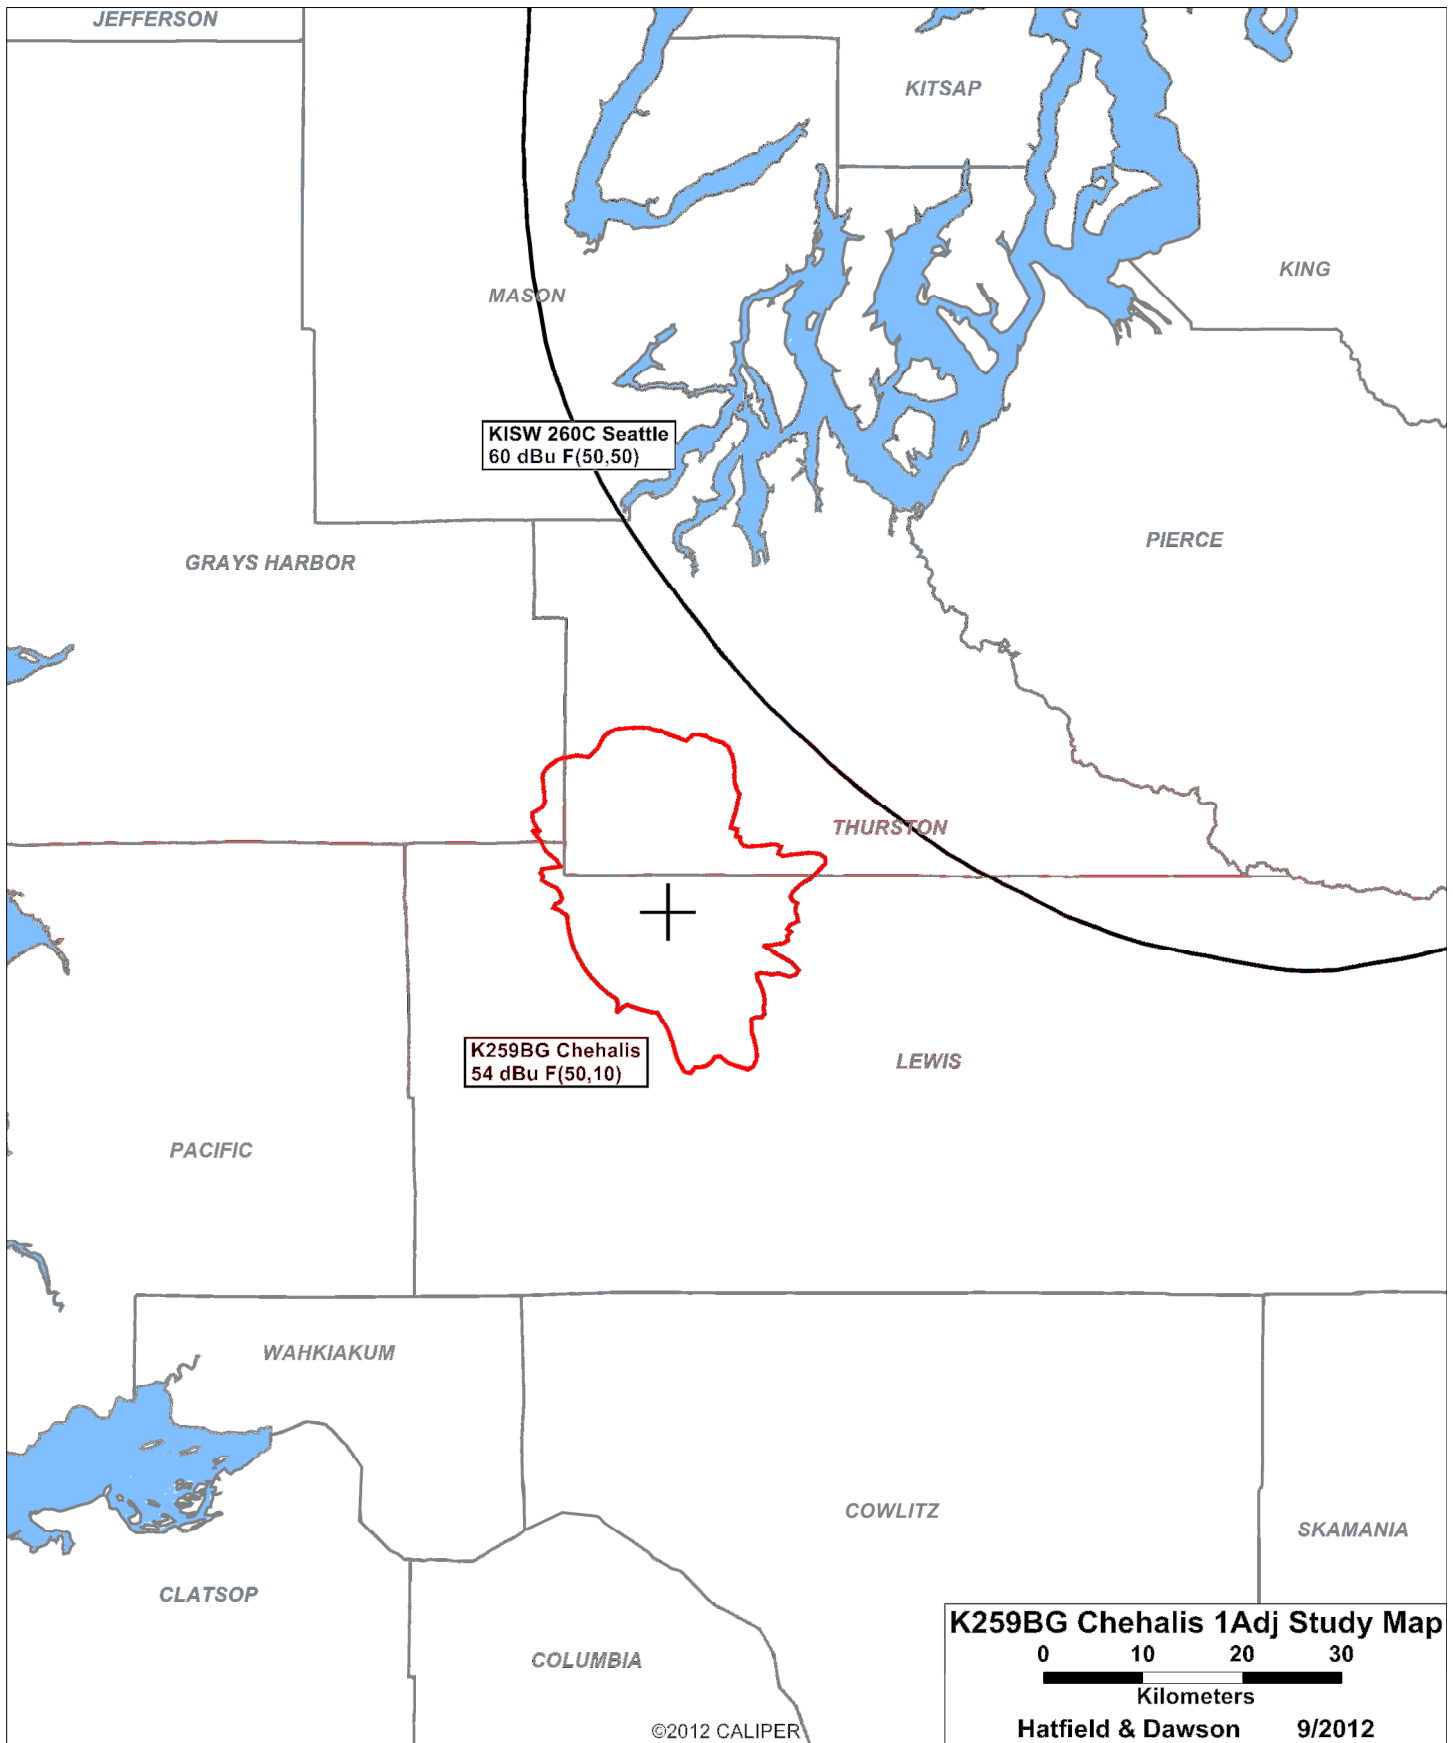 JEFFERSON
KITSAP
KING
MASON
KISW 260C Seattle
60 dBu F(50,50)
PIERCE
GRAYS HARBOR
THURSTON
K259BG Chehalis
54 dBu F(50,10)
LEWIS
PACIFIC
WAHKIAKUM
COWLITZ
SKAMANIA
CLATSOP
COLUMBIA
K259BG Chehalis 1Adj Study Map
0 10 20 30
Kilometers
Hatfield & Dawson 9/2012
©2012 CALIPER